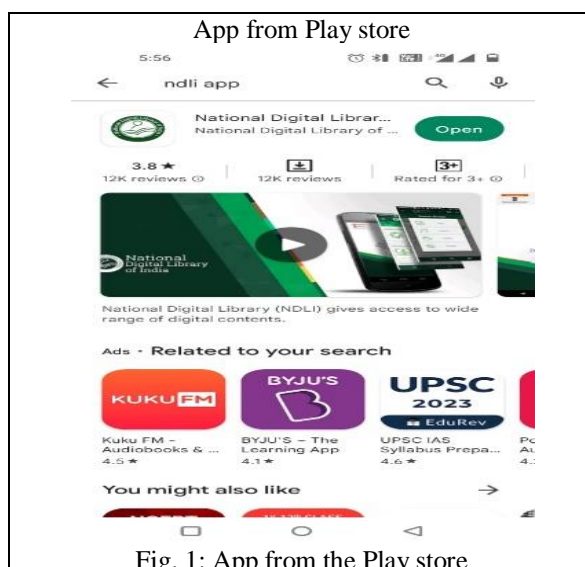 App from Play store
5:56
ndli app
National Digital Librar...
National Digital Library of ...
Open
3.8 ★
12K reviews
12K reviews
3+
Rated for 3+
National
Digital Library
of India
National Digital Library (NDLI) gives access to wide
range of digital contents.
Ads · Related to your search
KUKU FM
BYJU'S
UPSC
2023
EduRev
Kuku FM –
Audiobooks & ...
4.5 ★
BYJU'S – The
Learning App
4.1 ★
UPSC IAS
Syllabus Prepa...
4.6 ★
You might also like
Fig. 1: App from the Play store